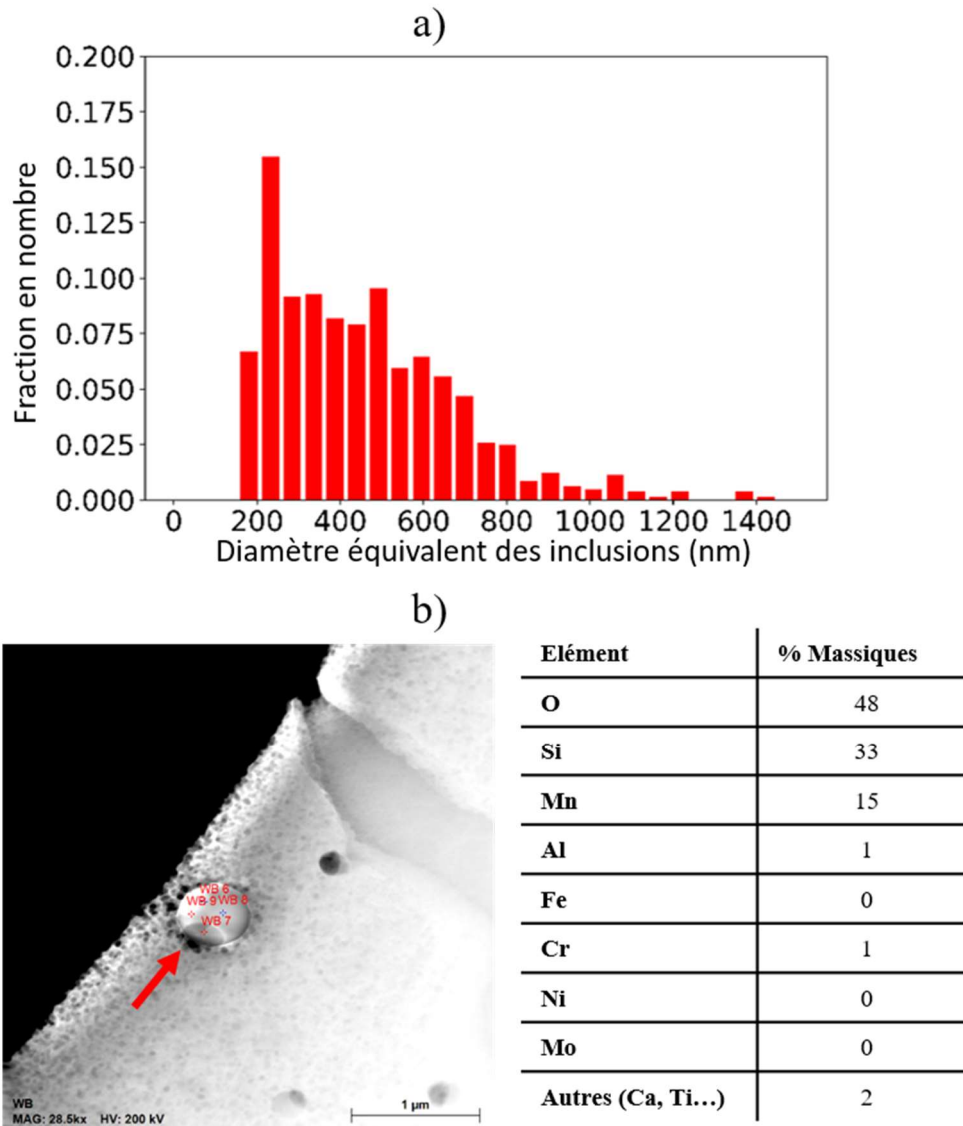 a)
0.200
0.175
0.150
0.125
0.100
0.075
0.050
0.025
0.000
Fraction en nombre
0 200 400 600 800 1000 1200 1400
Diamètre équivalent des inclusions (nm)
b)
WB 6
WB 9 WB 8
WB 7
WB
MAG: 28.5kx HV: 200 kV
1 µm
Elément % Massiques
O 48
Si 33
Mn 15
Al 1
Fe 0
Cr 1
Ni 0
Mo 0
Autres (Ca, Ti...) 2